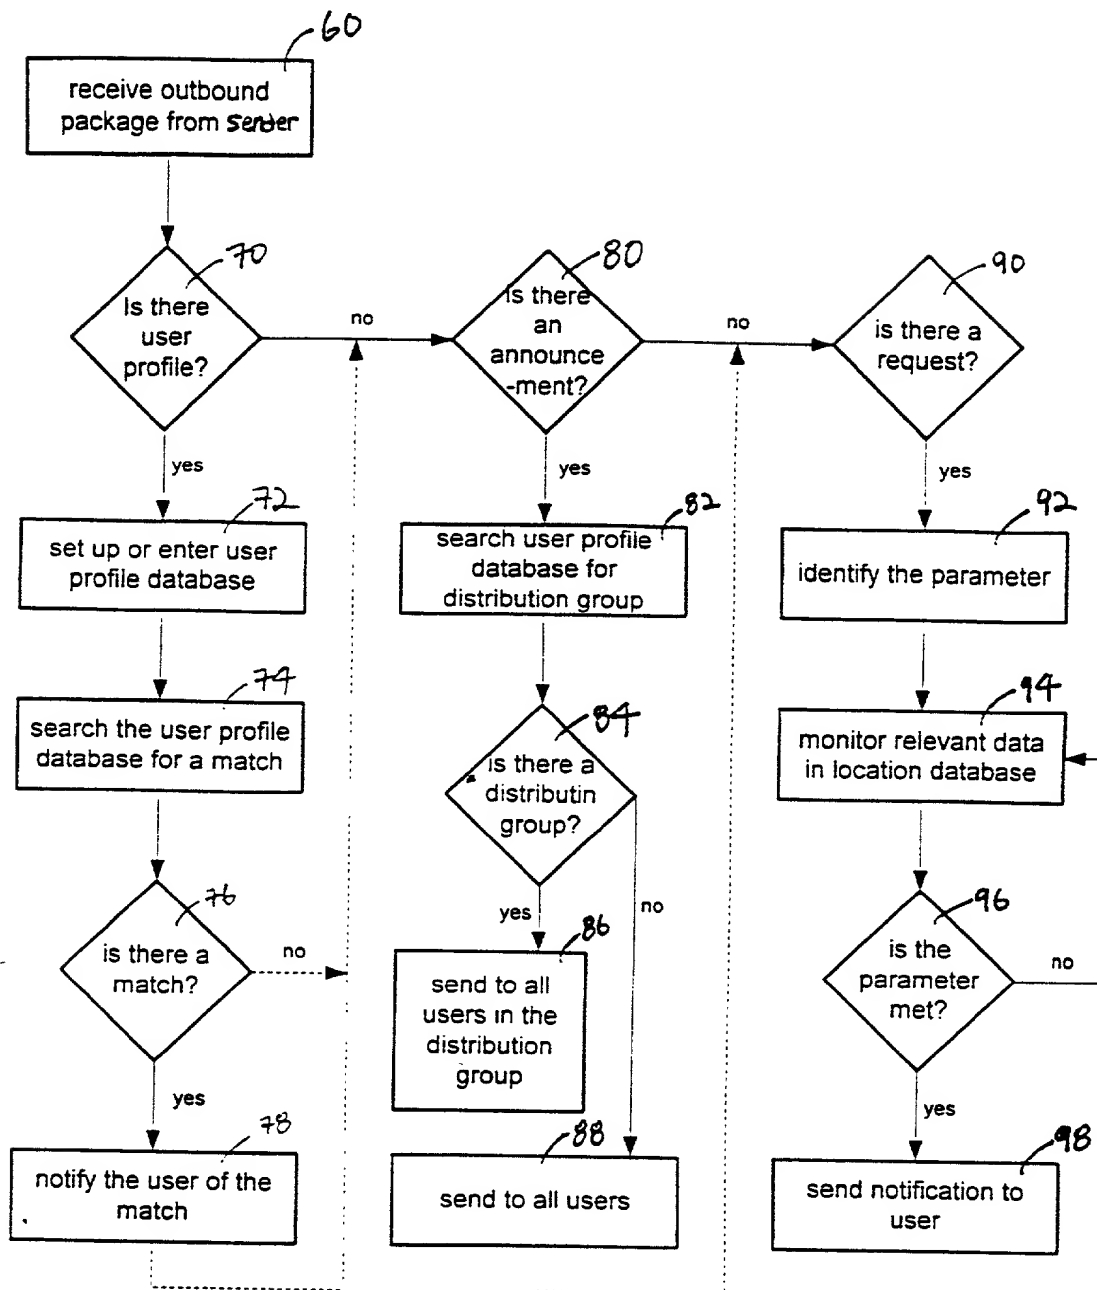 60
receive outbound
package from sender
70
Is there
user
profile?
no
yes
72
set up or enter user
profile database
74
search the user profile
database for a match
76
is there a
match?
no
yes
78
notify the user of the
match
80
Is there
an
announce
-ment?
no
yes
82
search user profile
database for
distribution group
84
is there a
distributin
group?
yes
no
86
send to all
users in the
distribution
group
88
send to all users
90
is there a
request?
yes
92
identify the parameter
94
monitor relevant data
in location database
96
is the
parameter
met?
no
yes
98
send notification to
user